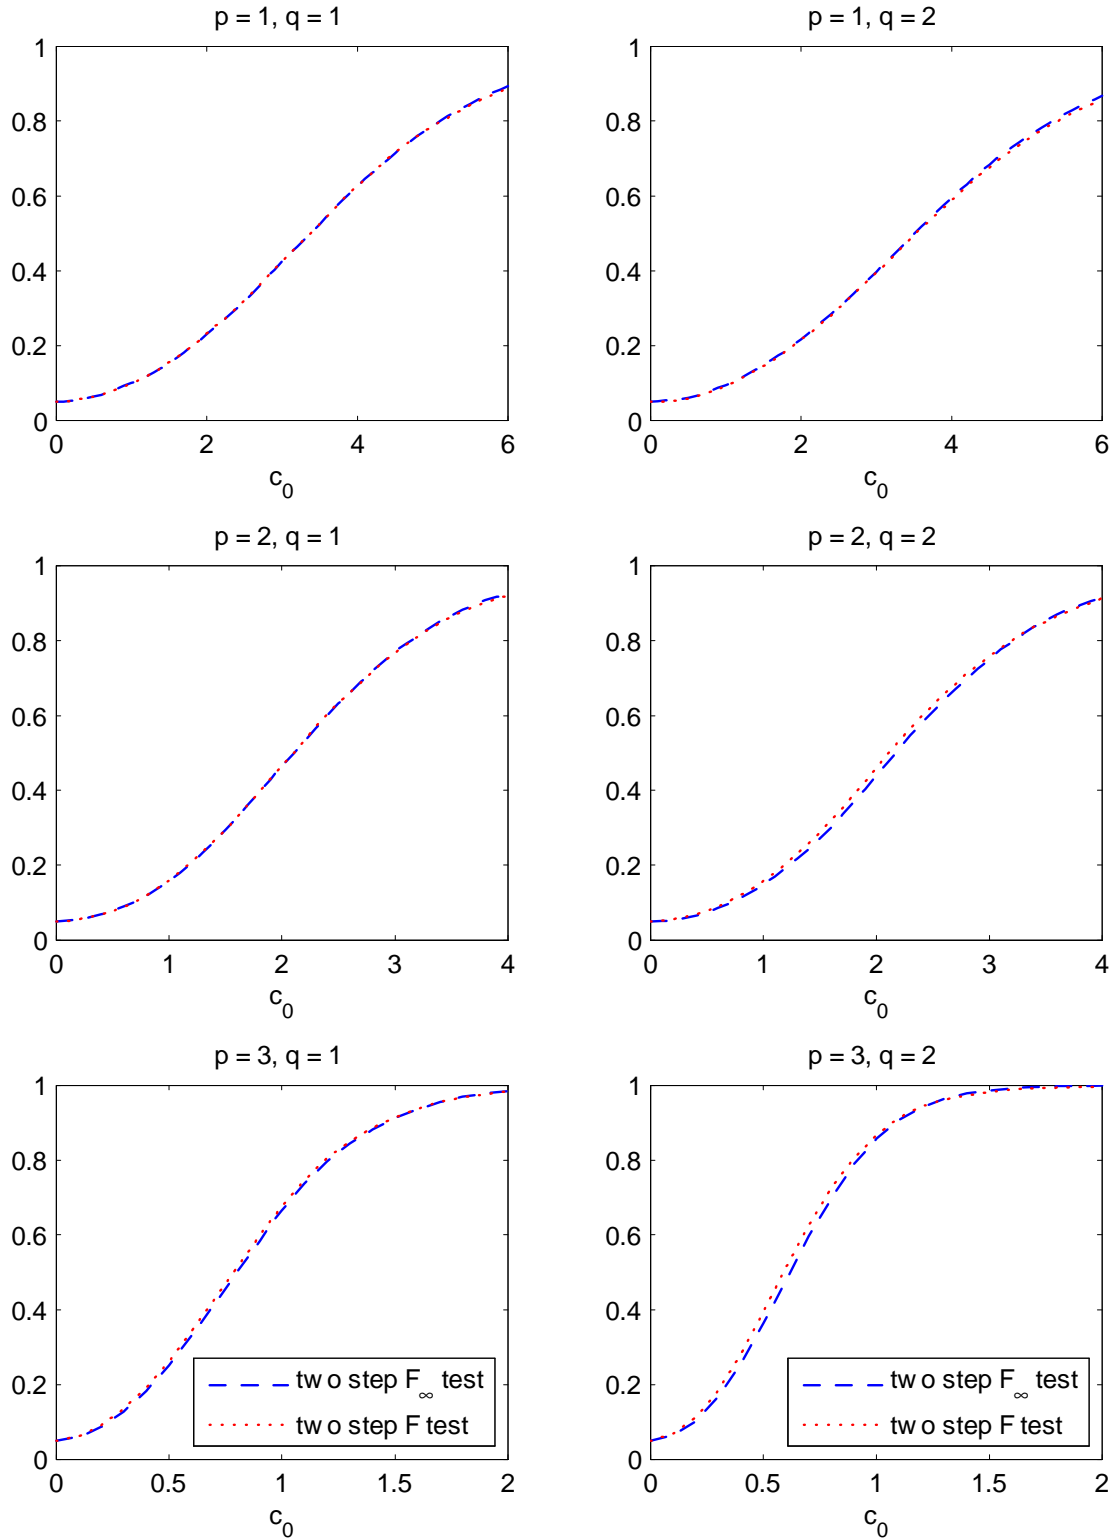 p = 1, q = 1
1
0.8
0.6
0.4
0.2
0
0 2 4 6
c0
p = 1, q = 2
1
0.8
0.6
0.4
0.2
0
0 2 4 6
c0
p = 2, q = 1
1
0.8
0.6
0.4
0.2
0
0 1 2 3 4
c0
p = 2, q = 2
1
0.8
0.6
0.4
0.2
0
0 1 2 3 4
c0
p = 3, q = 1
1
0.8
0.6
0.4
0.2
0
two step F∞ test
two step F test
0 0.5 1 1.5 2
c0
p = 3, q = 2
1
0.8
0.6
0.4
0.2
0
two step F∞ test
two step F test
0 0.5 1 1.5 2
c0